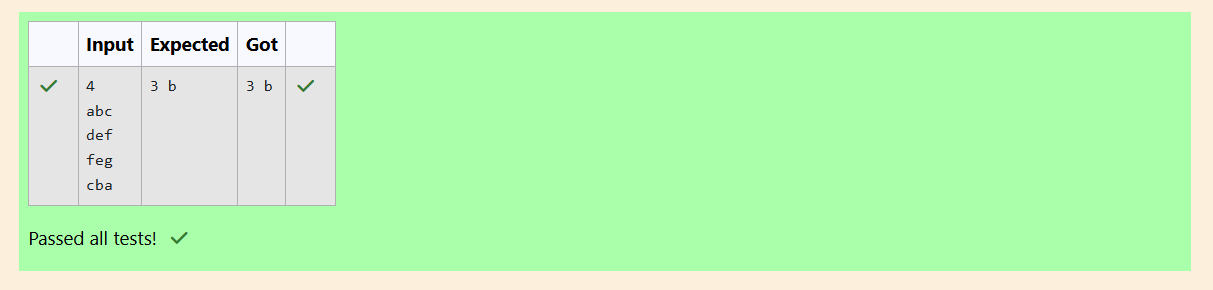 Input Expected Got
4 3 b 3 b
abc
def
feg
cba
Passed all tests!